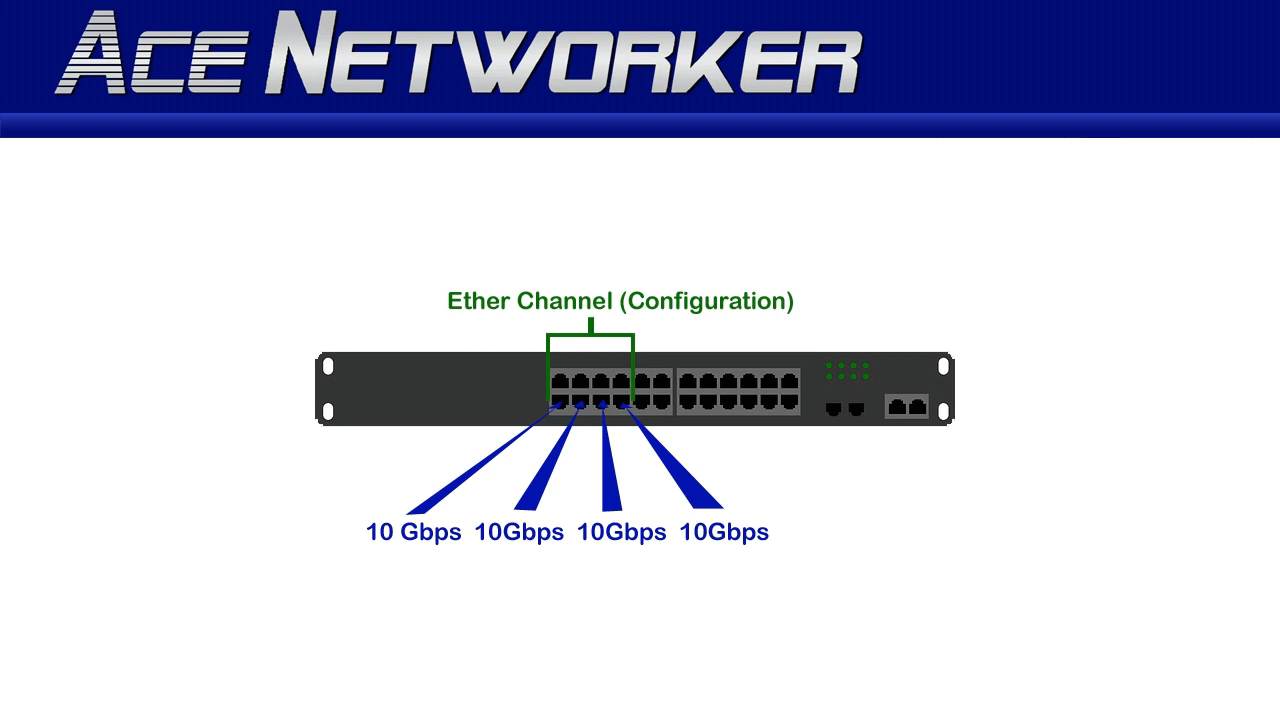 ACE NETWORKER
Ether Channel (Configuration)
10 Gbps 10Gbps 10Gbps 10Gbps